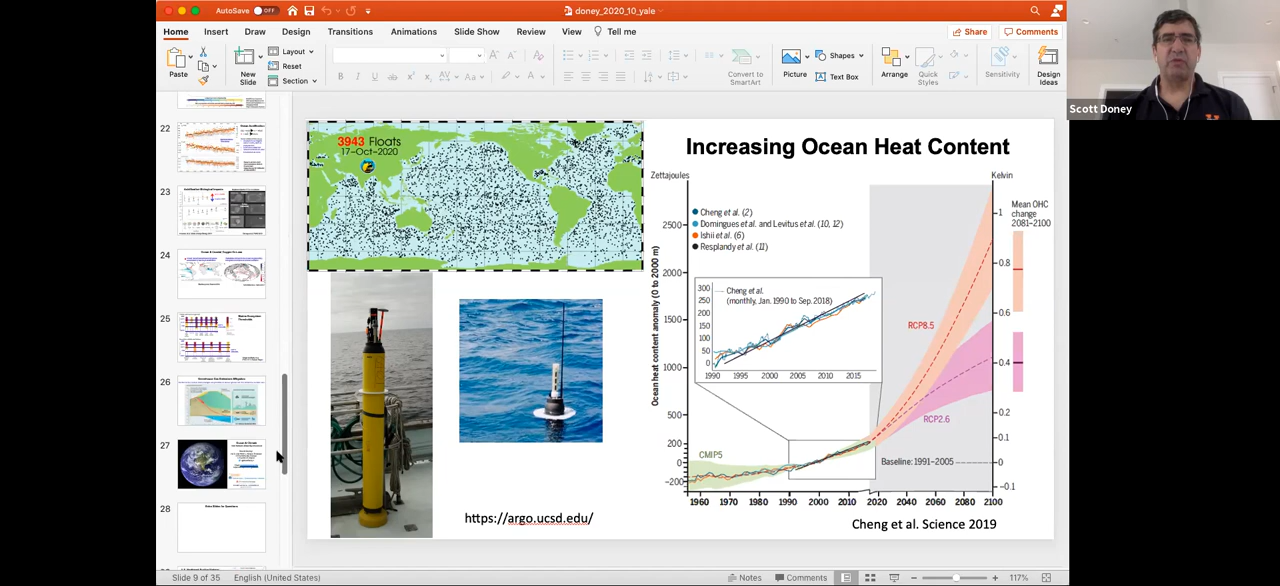 AutoSave OFF
doney_2020_10_yale
Home Insert Draw Design Transitions Animations Slide Show Review View Tell me
Share Comments
Paste
New Slide
Layout
Reset
Section
Convert to SmartArt
Picture
Shapes
Text Box
Arrange
Quick Styles
Sensitivity
Design Ideas
Scott Doney
22
23
24
25
26
27
28
3943 Floats
17-Oct-2020
https://argo.ucsd.edu/
Increasing Ocean Heat Content
Zettajoules
Kelvin
Cheng et al. (2)
Domingues et al. and Levitus (10, 12)
Ishii et al. (6)
Resplandy et al. (11)
Mean OHC
change
2081–2100
Ocean heat content anomaly (0 to 2000 m)
2500
2000
1500
1000
500
200
0
−200
Cheng et al.
(monthly, Jan. 1990 to Sep. 2018)
300
250
200
150
100
50
0
1990 1995 2000 2005 2010 2015
RCP8.5
RCP2.6
CMIP5
Baseline: 1991–2005
1
0.8
0.6
0.4
0.2
0.1
0
−0.1
1960 1970 1980 1990 2000 2010 2020 2040 2060 2080 2100
Cheng et al. Science 2019
Slide 9 of 35 English (United States)
Notes Comments 117%